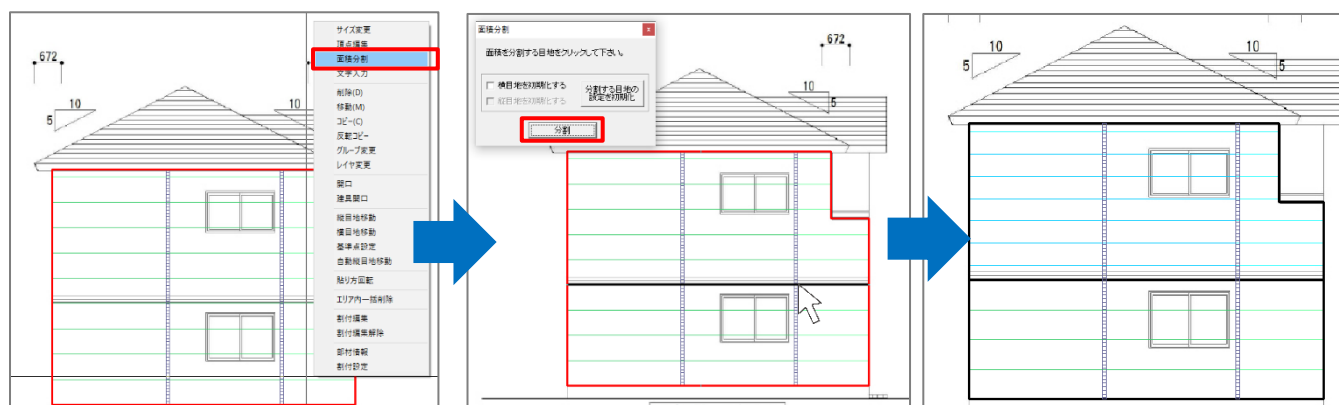 672
10
5
10
サイズ変更
頂点編集
面積分割
文字入力
削除(D)
移動(M)
コピー(C)
反転コピー
グループ変更
レイヤ変更
開口
建具開口
縦目地移動
横目地移動
基準点設定
自動縦目地移動
貼り方回転
エリア内一括削除
割付編集
割付編集解除
部材情報
割付設定
面積分割
面積を分割する目地をクリックして下さい。
横目地を初期化とする
縦目地を初期化とする
分割する目地の
設定を初期化
分割
672
10
5
10
5
10
5